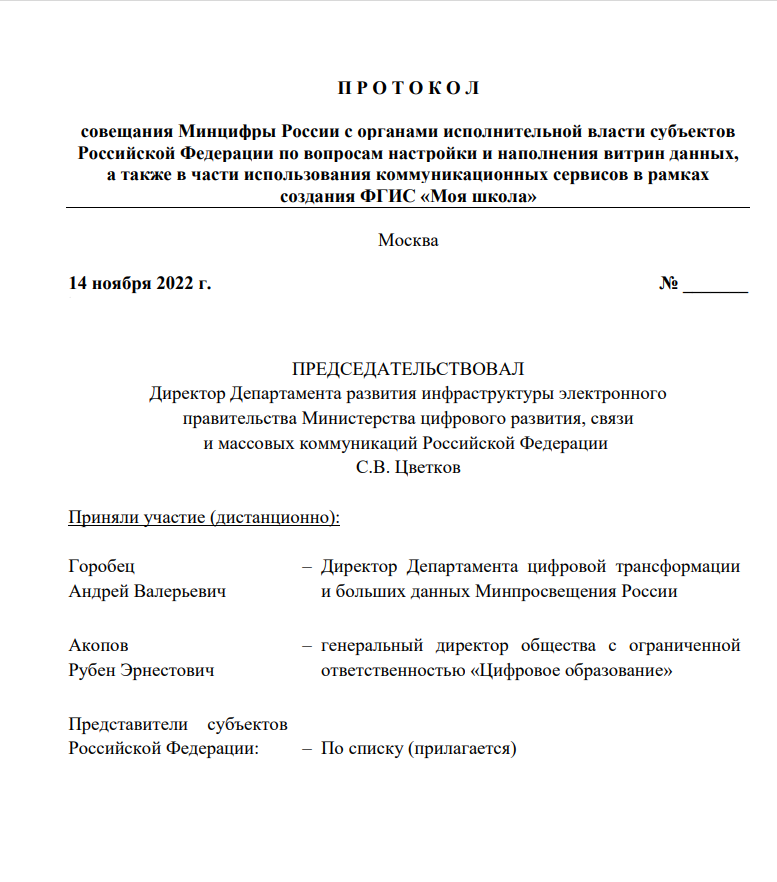 П Р О Т О К О Л
совещания Минцифры России с органами исполнительной власти субъектов
Российской Федерации по вопросам настройки и наполнения витрин данных,
а также в части использования коммуникационных сервисов в рамках
создания ФГИС «Моя школа»
Москва
14 ноября 2022 г. № _______
ПРЕДСЕДАТЕЛЬСТВОВАЛ
Директор Департамента развития инфраструктуры электронного
правительства Министерства цифрового развития, связи
и массовых коммуникаций Российской Федерации
С.В. Цветков
Приняли участие (дистанционно):
Горобец – Директор Департамента цифровой трансформации
Андрей Валерьевич и больших данных Минпросвещения России
Акопов – генеральный директор общества с ограниченной
Рубен Эрнестович ответственностью «Цифровое образование»
Представители субъектов
Российской Федерации: – По списку (прилагается)